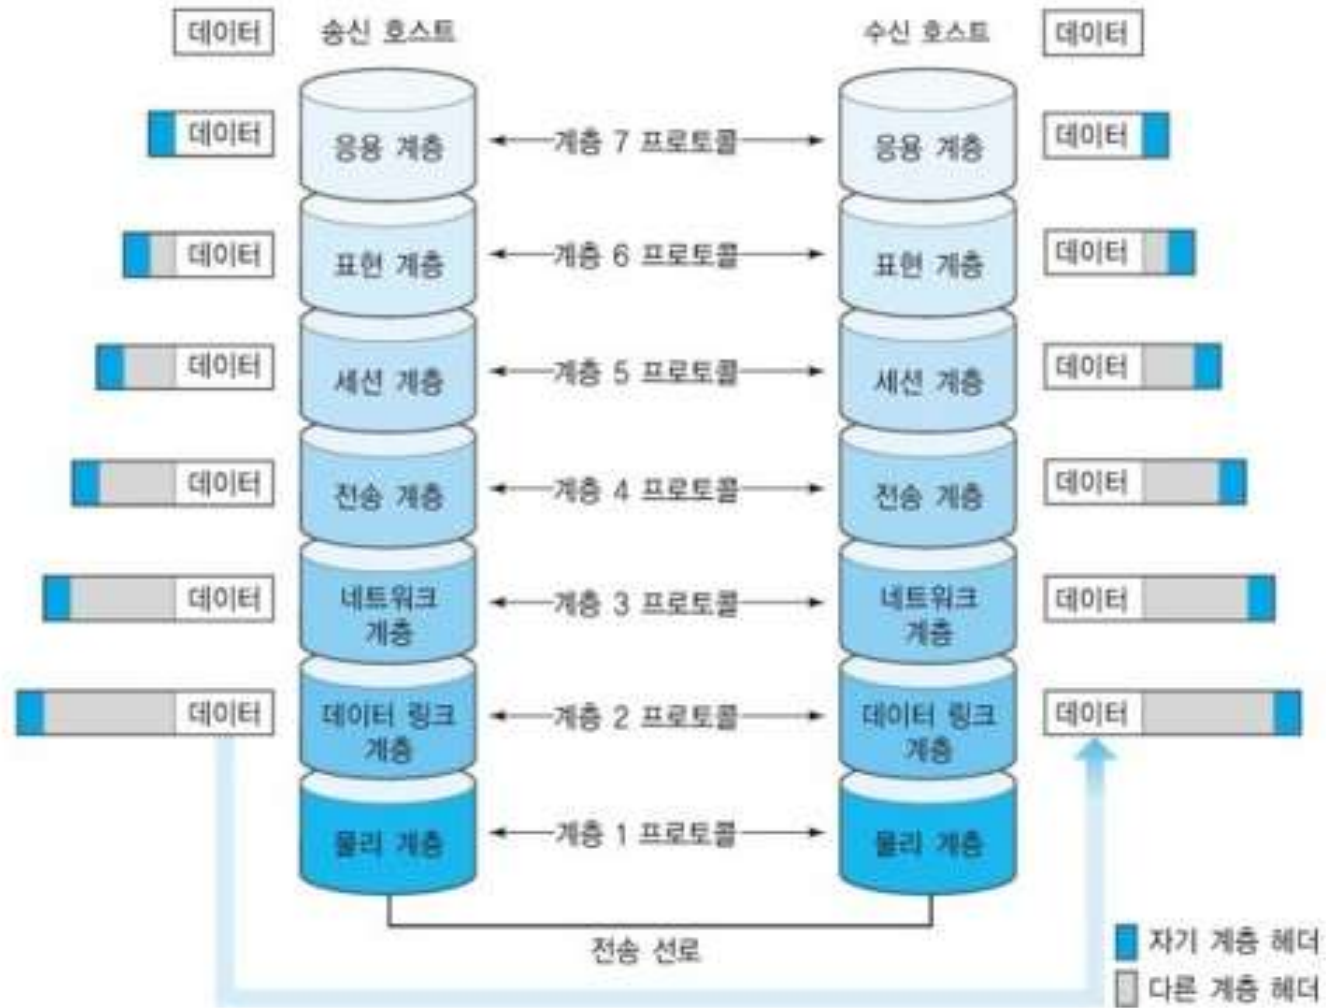 데이터 송신 호스트 수신 호스트 데이터
데이터 응용 계층 계층 7 프로토콜 응용 계층 데이터
데이터 표현 계층 계층 6 프로토콜 표현 계층 데이터
데이터 세션 계층 계층 5 프로토콜 세션 계층 데이터
데이터 전송 계층 계층 4 프로토콜 전송 계층 데이터
데이터 네트워크 계층 3 프로토콜 네트워크 데이터
계층 계층
데이터 데이터 링크 계층 2 프로토콜 데이터 링크 데이터
계층 계층
물리 계층 계층 1 프로토콜 물리 계층
전송 선로
자기 계층 헤더
다른 계층 헤더